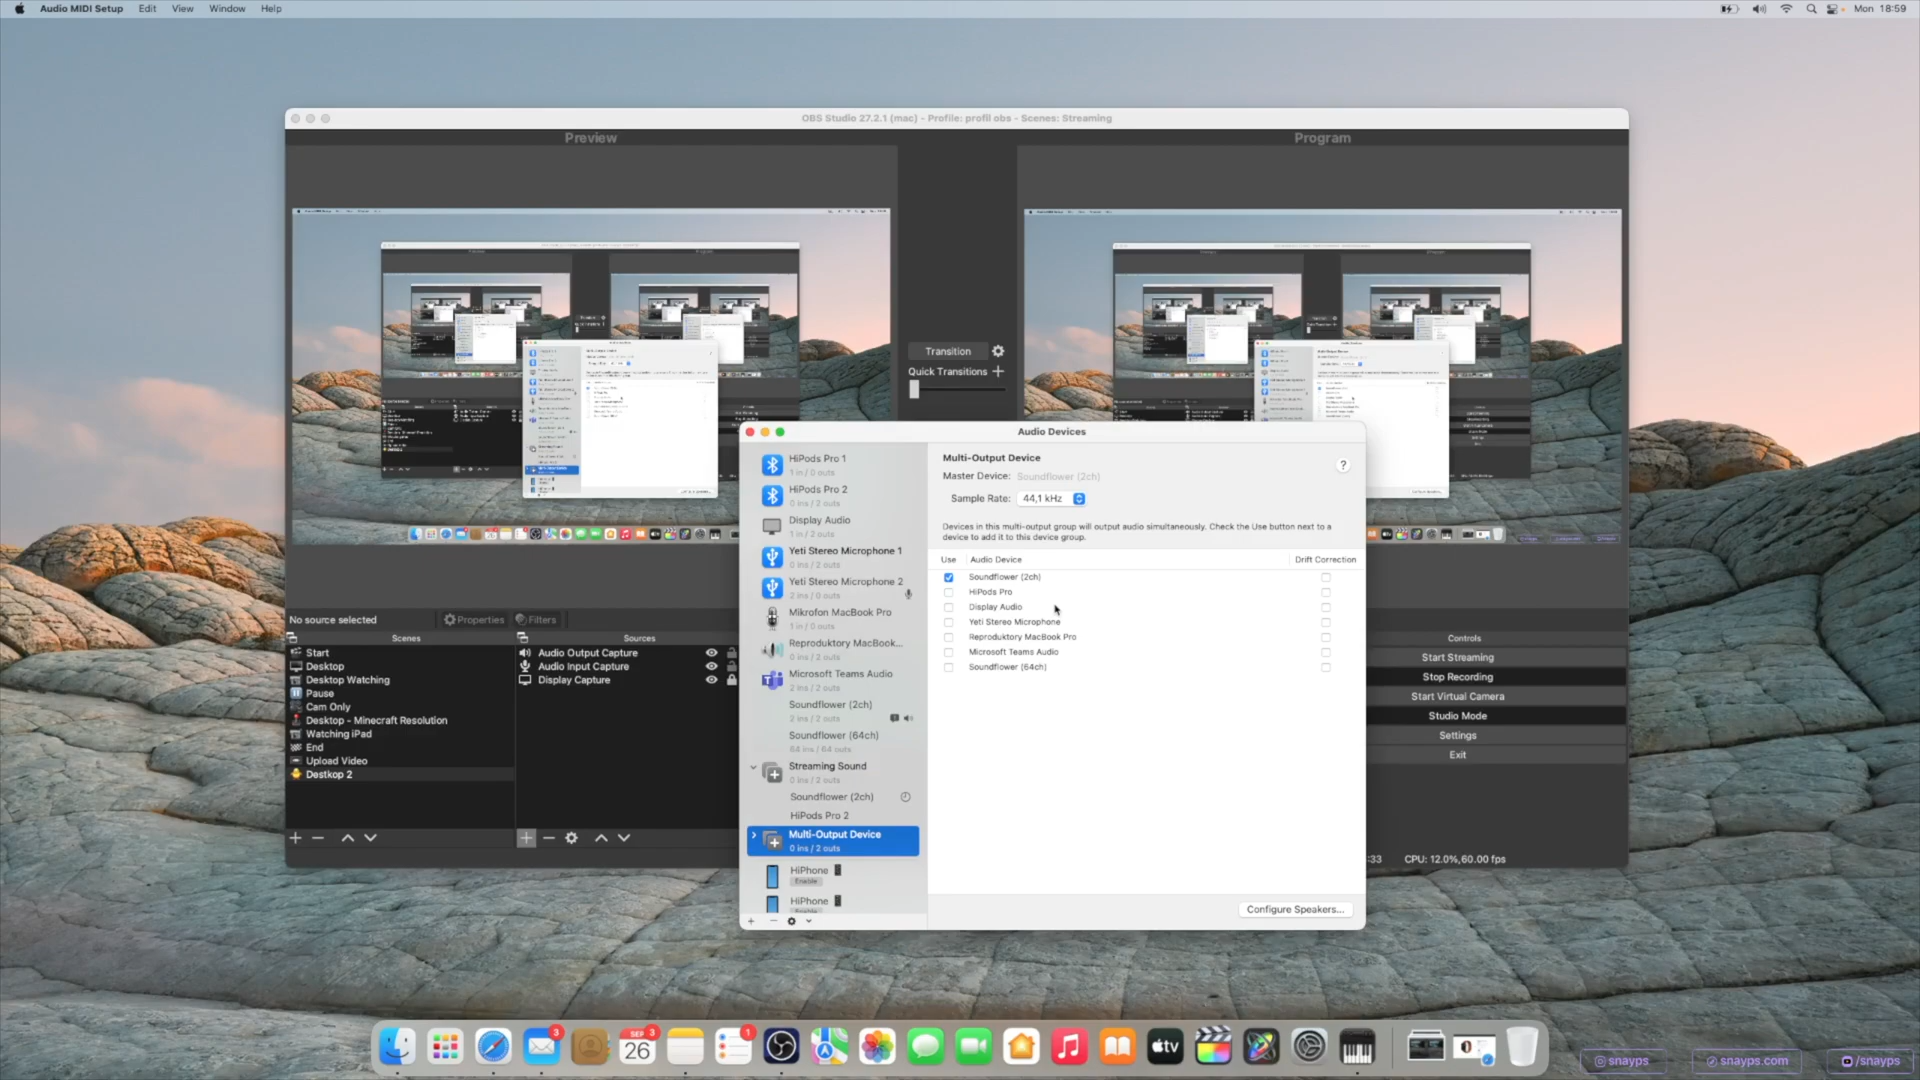 Audio MIDI Setup Edit View Window Help
Mon 18:59
OBS Studio 27.2.1 (mac) - Profile: profil obs - Scenes: Streaming
Preview
Program
Transition
Quick Transitions
No source selected
Properties
Filters
Scenes
Start
Desktop
Desktop Watching
Pause
Cam Only
Desktop - Minecraft Resolution
Watching iPad
End
Upload Video
Destkop 2
Sources
Audio Output Capture
Audio Input Capture
Display Capture
Controls
Start Streaming
Stop Recording
Start Virtual Camera
Studio Mode
Settings
Exit
:33 CPU: 12.0%,60.00 fps
Audio Devices
HiPods Pro 1
1 in / 0 outs
HiPods Pro 2
0 ins / 2 outs
Display Audio
1 in / 2 outs
Yeti Stereo Microphone 1
0 ins / 2 outs
Yeti Stereo Microphone 2
2 ins / 0 outs
Mikrofon MacBook Pro
1 in / 0 outs
Reproduktory MacBook...
0 ins / 2 outs
Microsoft Teams Audio
2 ins / 2 outs
Soundflower (2ch)
2 ins / 2 outs
Soundflower (64ch)
64 ins / 64 outs
Streaming Sound
0 ins / 2 outs
Soundflower (2ch)
HiPods Pro 2
Multi-Output Device
0 ins / 2 outs
HiPhone
Enable
HiPhone
Multi-Output Device
Master Device: Soundflower (2ch)
Sample Rate: 44,1 kHz
?
Devices in this multi-output group will output audio simultaneously. Check the Use button next to a
device to add it to this device group.
Use Audio Device Drift Correction
Soundflower (2ch)
HiPods Pro
Display Audio
Yeti Stereo Microphone
Reproduktory MacBook Pro
Microsoft Teams Audio
Soundflower (64ch)
Configure Speakers...
3
SEP 3
26
1
tv
snayps
snayps.com
/snayps